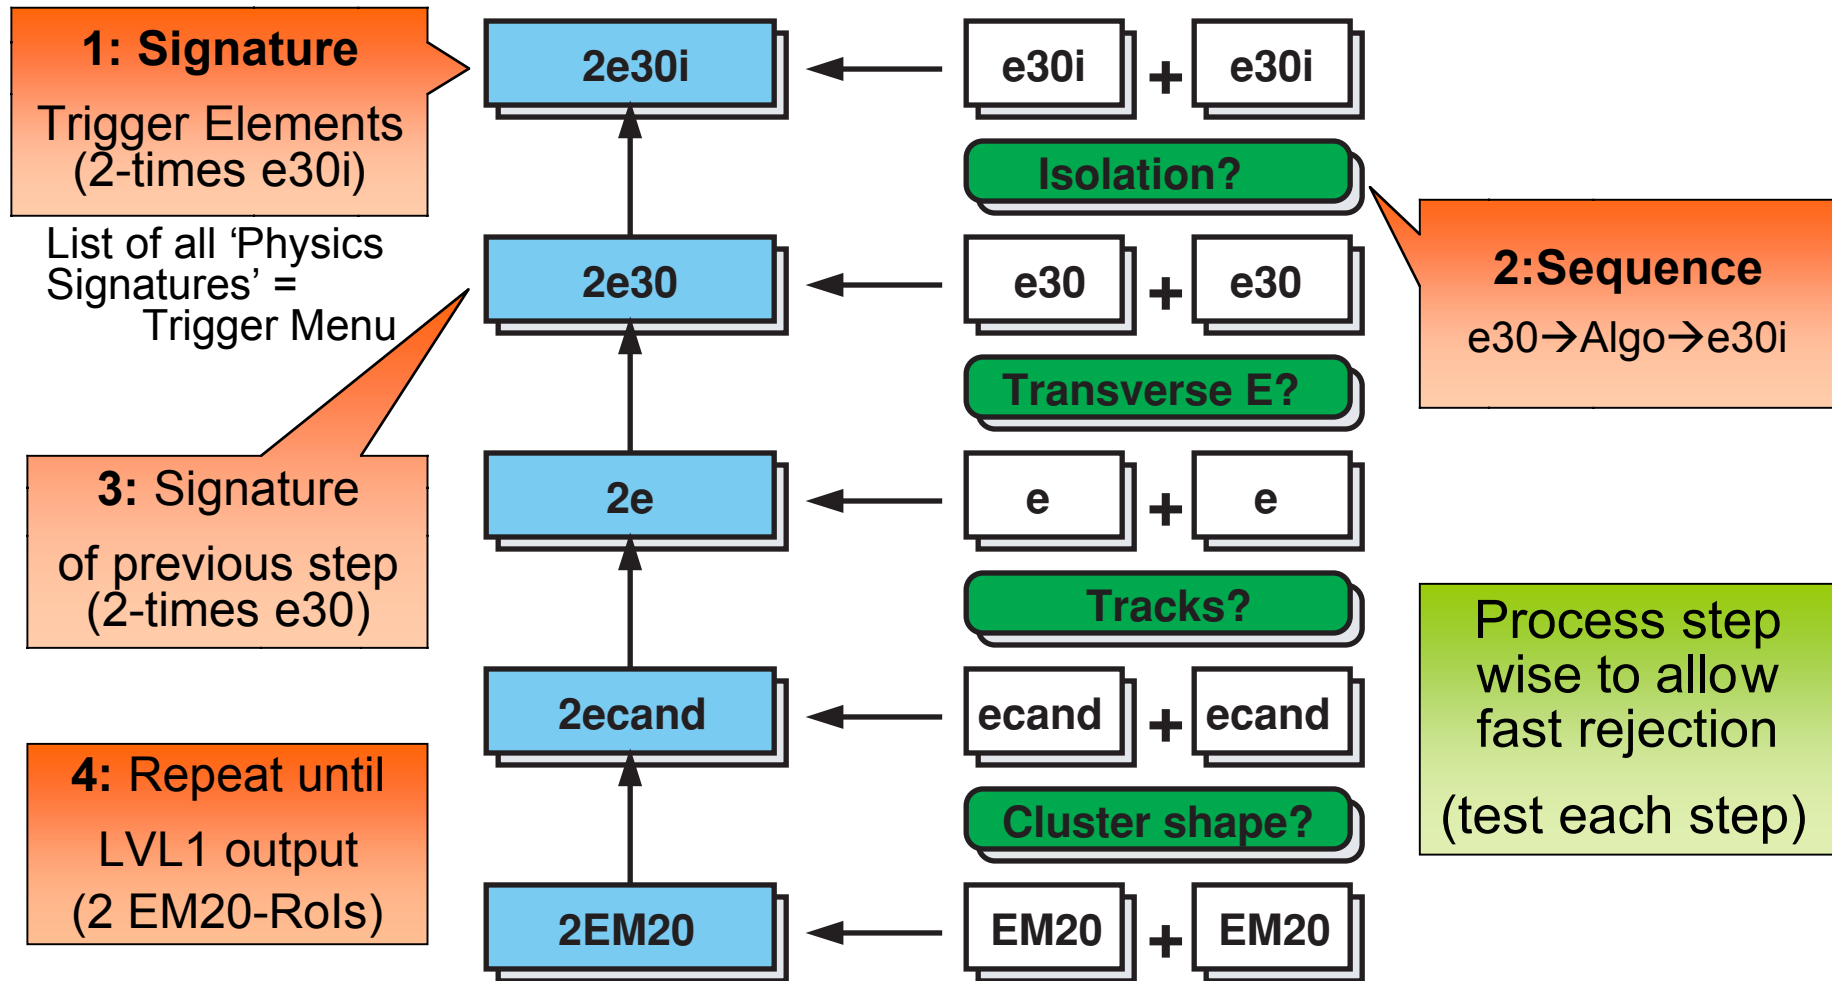 1: Signature
Trigger Elements
(2-times e30i)
List of all ‘Physics
Signatures’ =
Trigger Menu
3: Signature
of previous step
(2-times e30)
4: Repeat until
LVL1 output
(2 EM20-RoIs)
2e30i
e30i + e30i
Isolation?
2e30
e30 + e30
Transverse E?
2e
e + e
Tracks?
2ecand
ecand + ecand
Cluster shape?
2EM20
EM20 + EM20
2:Sequence
e30→Algo→e30i
Process step
wise to allow
fast rejection
(test each step)